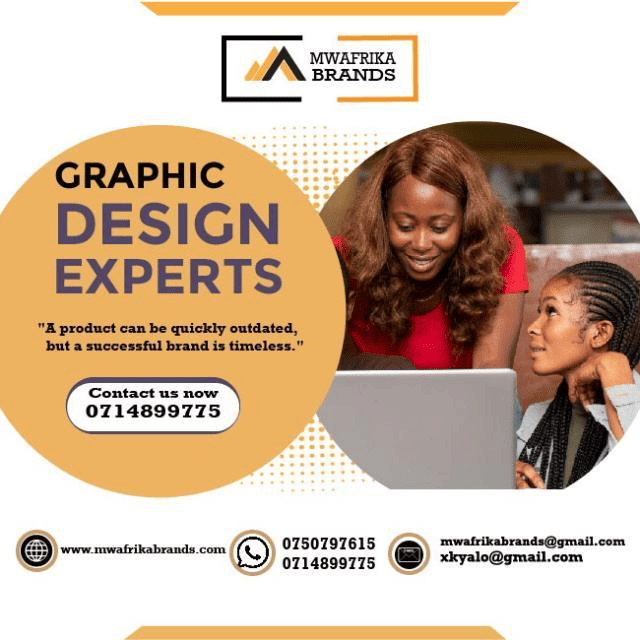 MWAFRIKA
BRANDS
GRAPHIC
DESIGN
EXPERTS
"A product can be quickly outdated,
but a successful brand is timeless."
Contact us now
0714899775
www.mwafrikabrands.com
0750797615
0714899775
mwafrikabrands@gmail.com
xkyalo@gmail.com